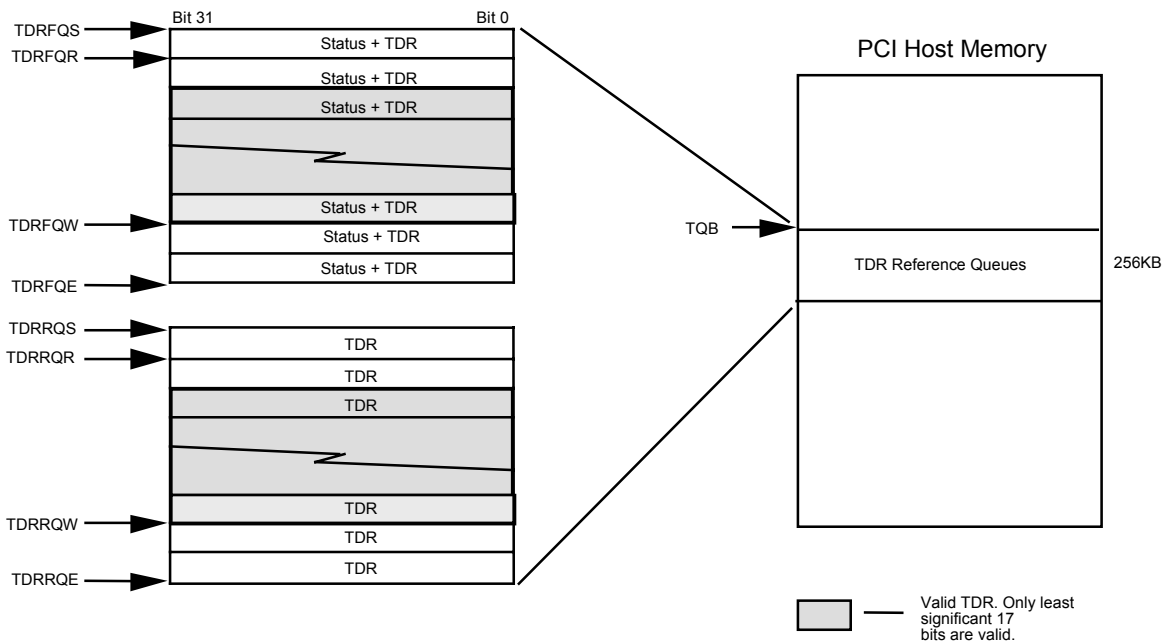 Bit 31
Bit 0
TDRFQS
Status + TDR
TDRFQR
Status + TDR
Status + TDR
Status + TDR
TDRFQW
Status + TDR
Status + TDR
TDRFQE
TDRRQS
TDR
TDRRQR
TDR
TDR
TDR
TDRRQW
TDR
TDR
TDRRQE
PCI Host Memory
TQB
TDR Reference Queues
256KB
Valid TDR. Only least
significant 17
bits are valid.